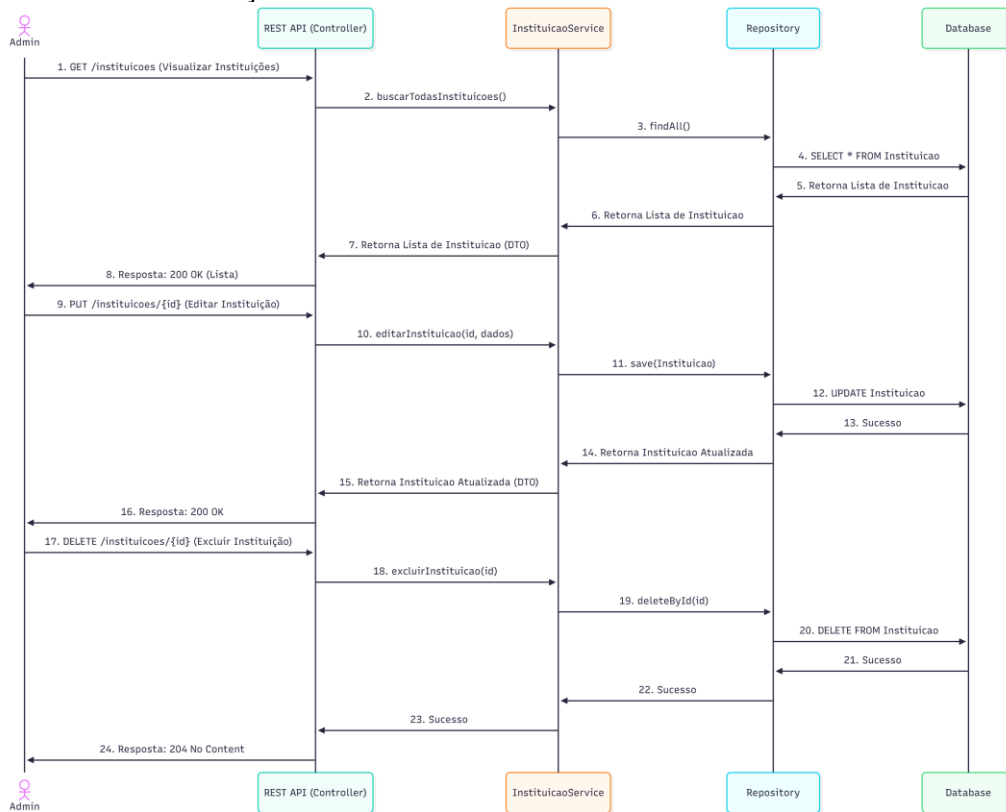 Admin
REST API (Controller)
InstituicaoService
Repository
Database
1. GET /instituicoes (Visualizar Instituições)
2. buscarTodasInstituicoes()
3. findAll()
4. SELECT * FROM Instituicao
5. Retorna Lista de Instituicao
6. Retorna Lista de Instituicao
7. Retorna Lista de Instituicao (DTO)
8. Resposta: 200 OK (Lista)
9. PUT /instituicoes/{id} (Editar Instituição)
10. editarInstituicao(id, dados)
11. save(Instituicao)
12. UPDATE Instituicao
13. Sucesso
14. Retorna Instituicao Atualizada
15. Retorna Instituicao Atualizada (DTO)
16. Resposta: 200 OK
17. DELETE /instituicoes/{id} (Excluir Instituição)
18. excluirInstituicao(id)
19. deleteById(id)
20. DELETE FROM Instituicao
21. Sucesso
22. Sucesso
23. Sucesso
24. Resposta: 204 No Content
Admin
REST API (Controller)
InstituicaoService
Repository
Database